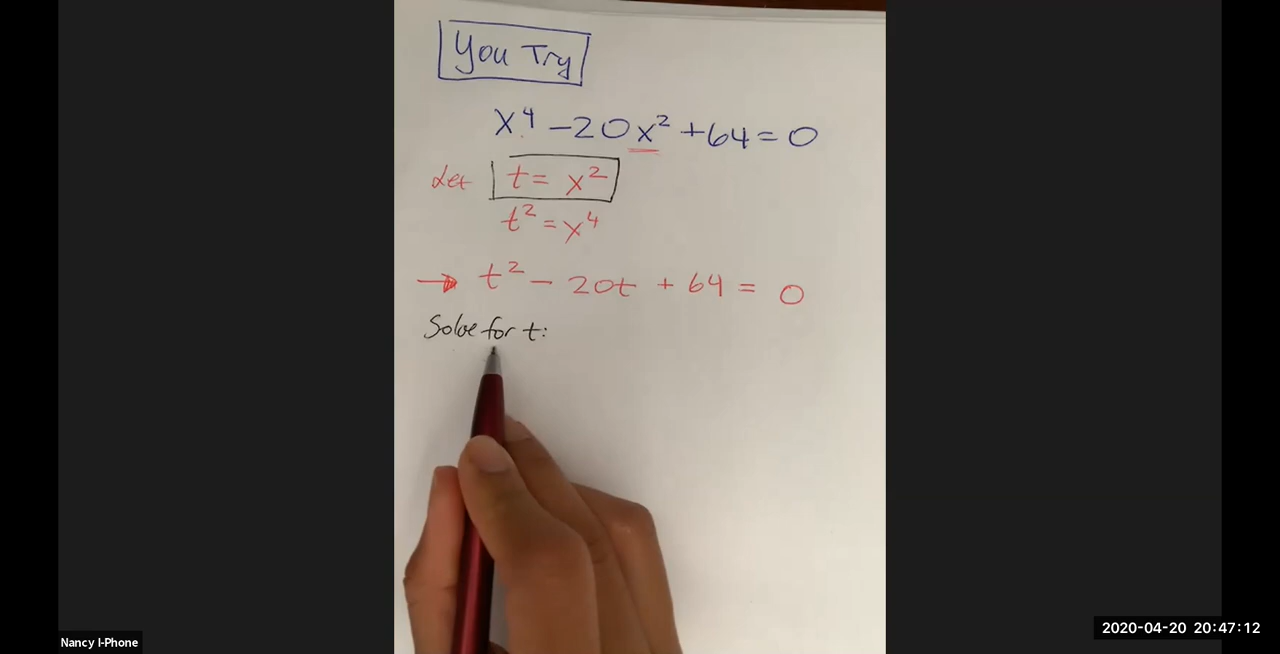 You Try
x⁴ - 20x² + 64 = 0
Let t = x²
t² = x⁴
→ t² - 20t + 64 = 0
Solve for t:
Nancy I-Phone
2020-04-20 20:47:12